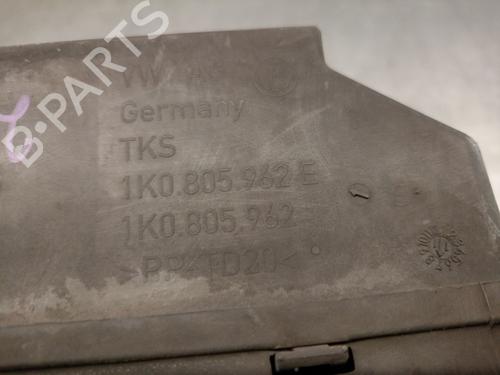 B-PARTS
VW AG
Germany
TKS
1K0.805.962 E
1K0.805.962
>PP-TD20<